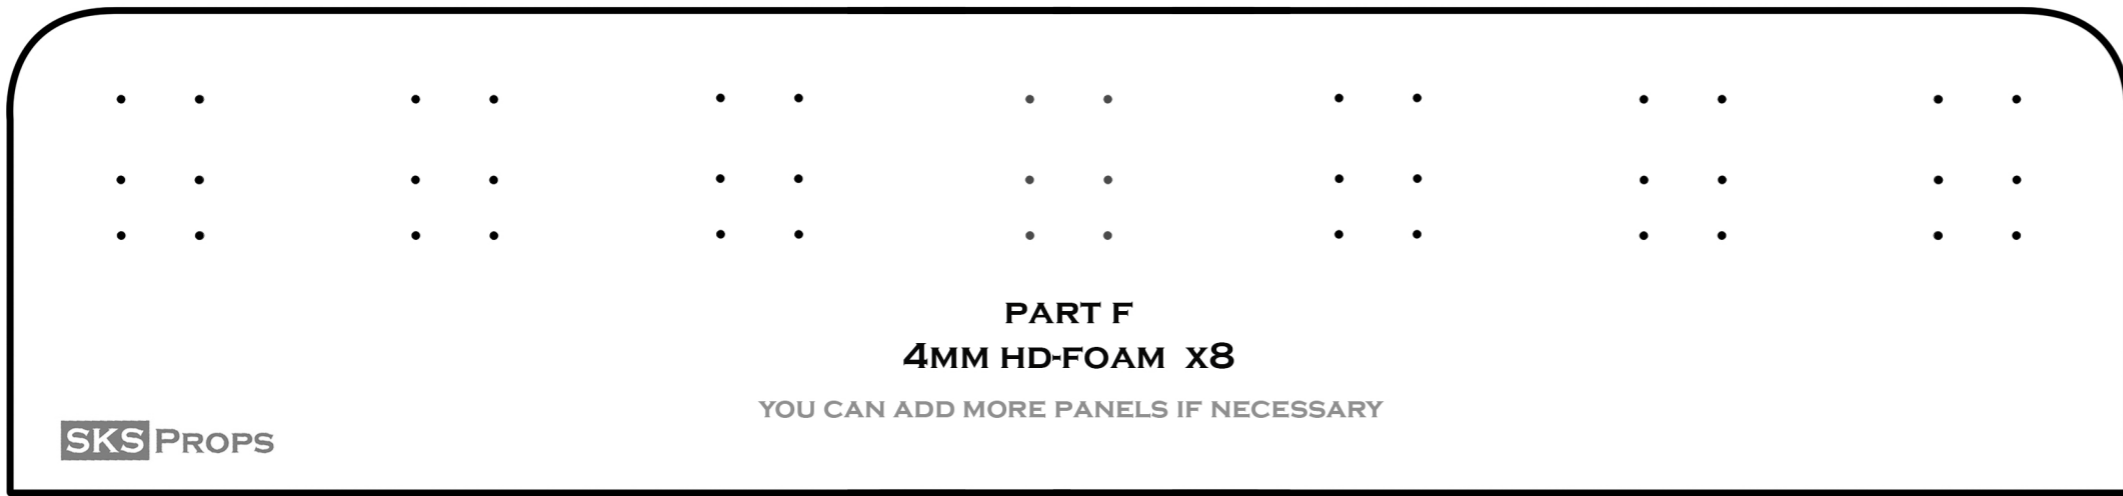 PART F
4MM HD-FOAM X8
YOU CAN ADD MORE PANELS IF NECESSARY
SKS PROPS